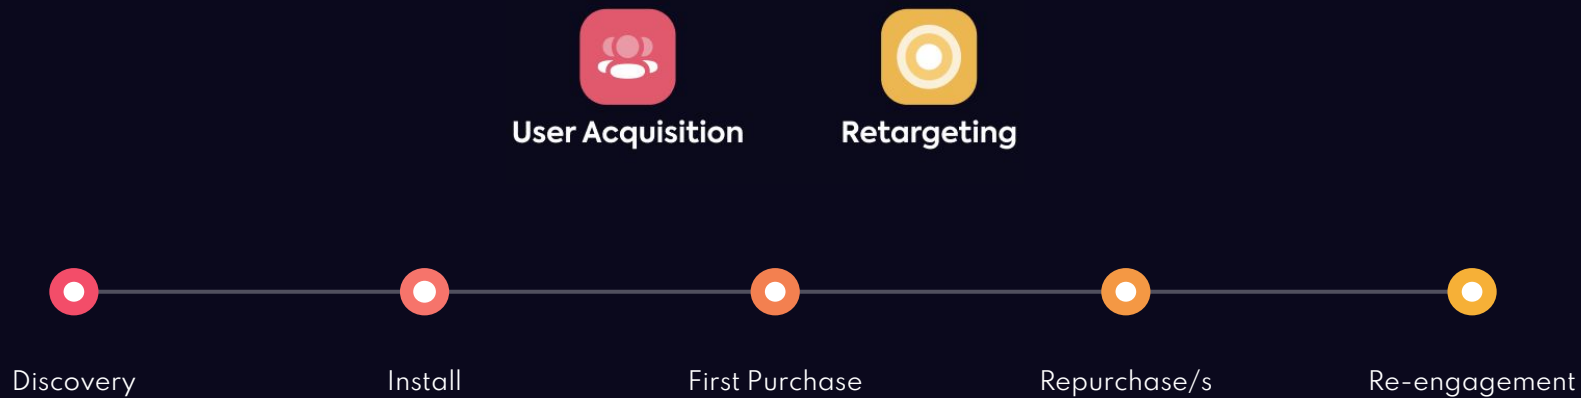 User Acquisition
Retargeting
Discovery
Install
First Purchase
Repurchase/s
Re-engagement